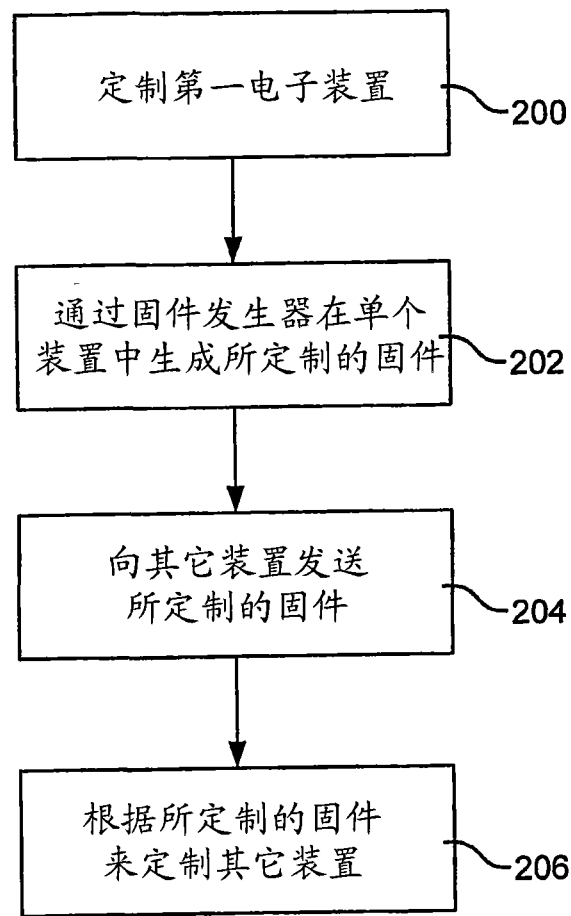 定制第一电子装置
200
通过固件发生器在单个
装置中生成所定制的固件
202
向其它装置发送
所定制的固件
204
根据所定制的固件
来定制其它装置
206